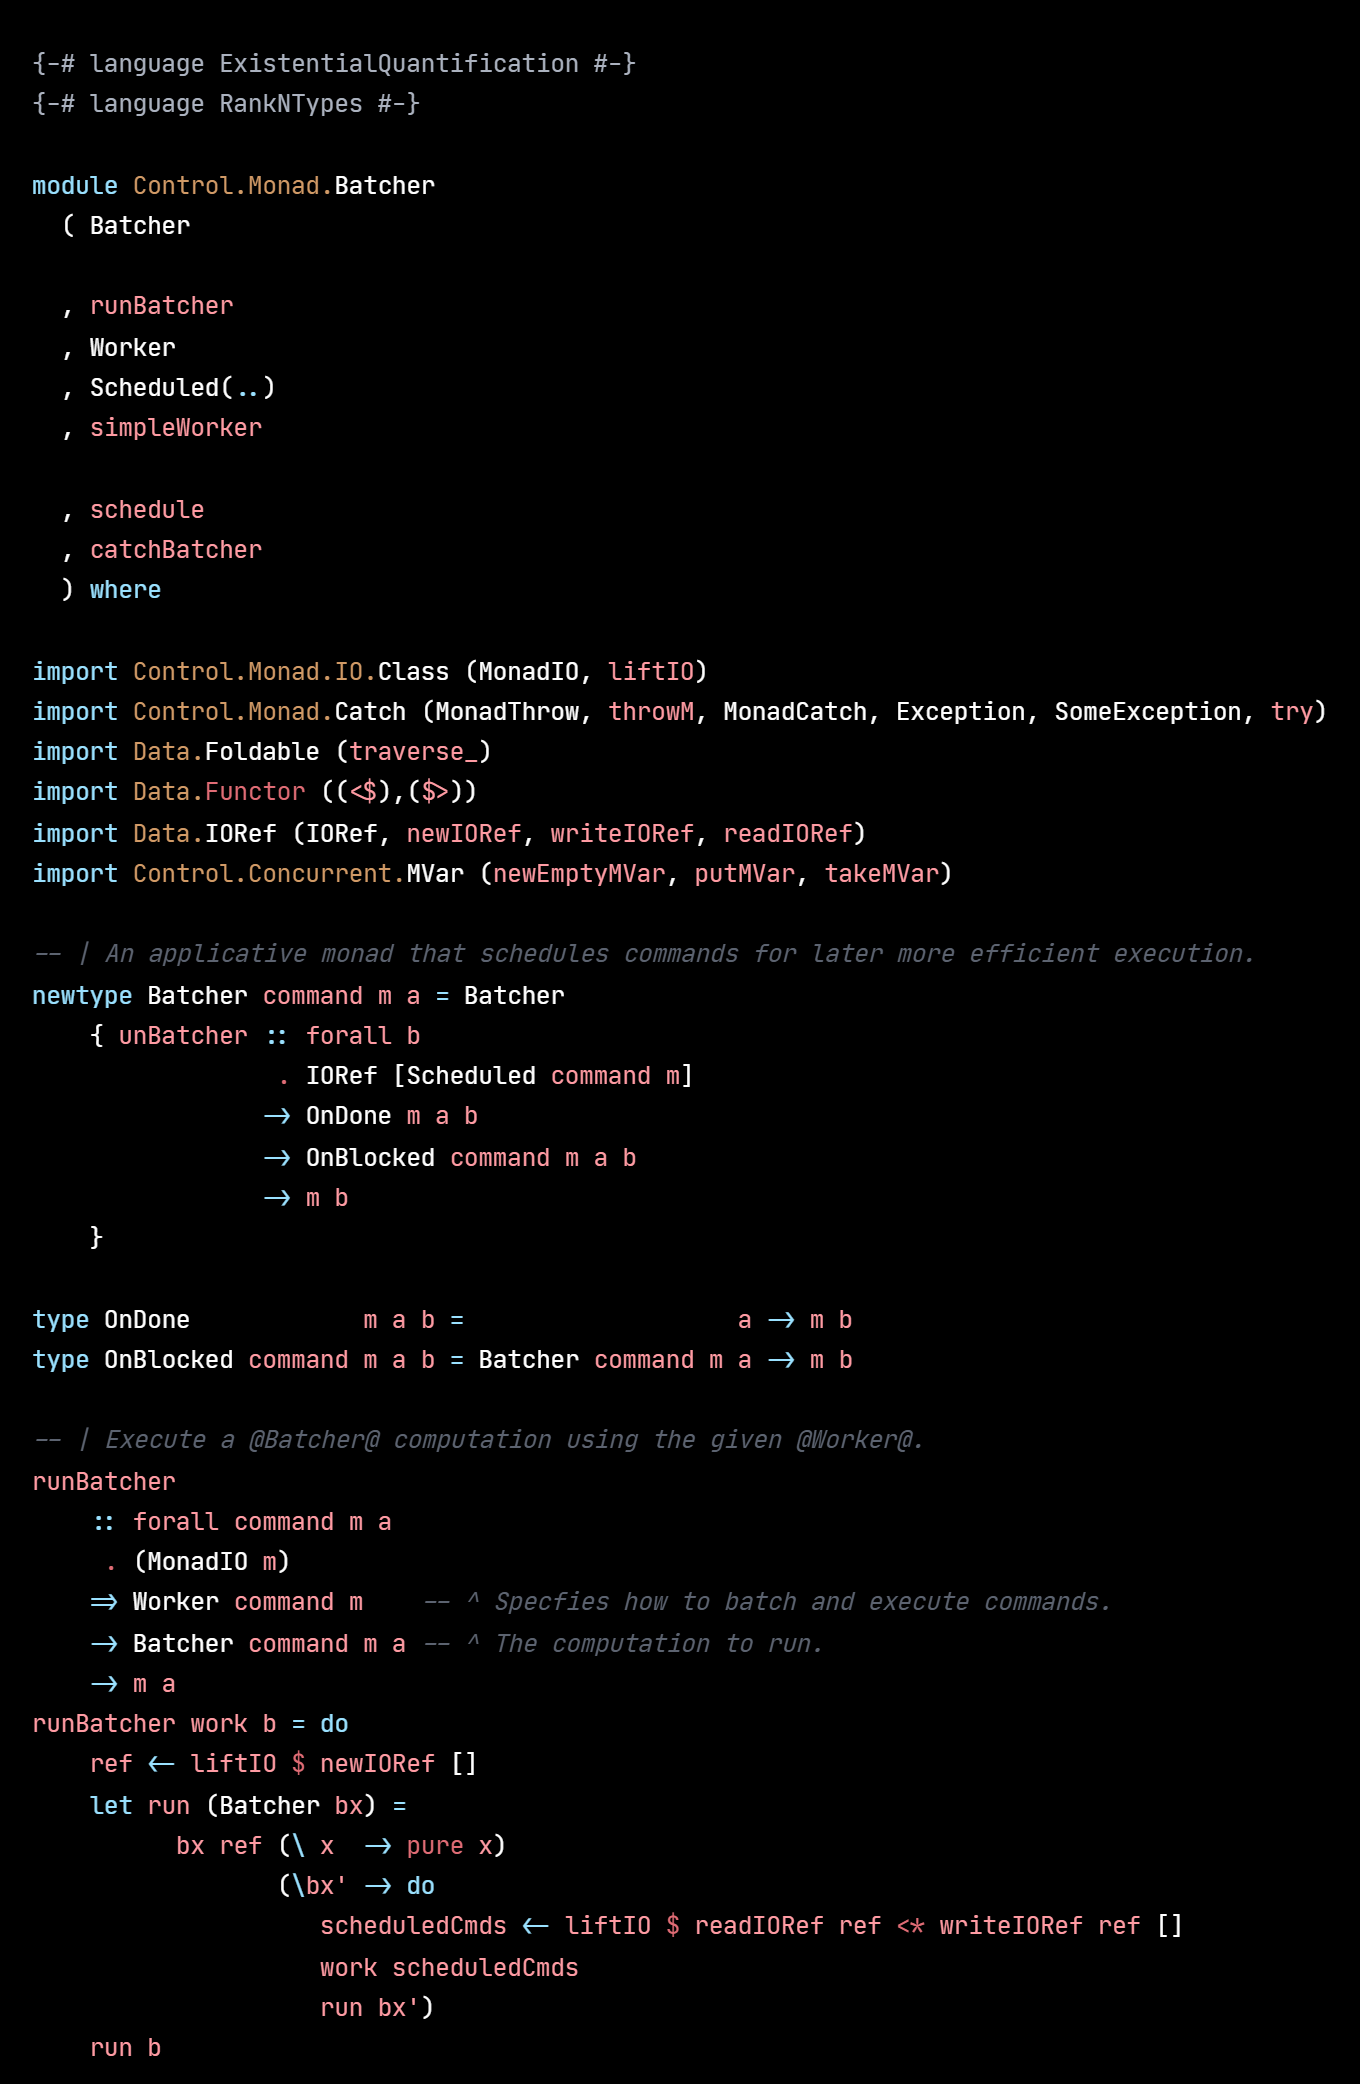 {-# language ExistentialQuantification #-}
{-# language RankNTypes #-}

module Control.Monad.Batcher
  ( Batcher

  , runBatcher
  , Worker
  , Scheduled(..)
  , simpleWorker

  , schedule
  , catchBatcher
  ) where

import Control.Monad.IO.Class (MonadIO, liftIO)
import Control.Monad.Catch (MonadThrow, throwM, MonadCatch, Exception, SomeException, try)
import Data.Foldable (traverse_)
import Data.Functor ((<$),($>))
import Data.IORef (IORef, newIORef, writeIORef, readIORef)
import Control.Concurrent.MVar (newEmptyMVar, putMVar, takeMVar)

-- | An applicative monad that schedules commands for later more efficient execution.
newtype Batcher command m a = Batcher
    { unBatcher :: forall b
                 . IORef [Scheduled command m]
                -> OnDone m a b
                -> OnBlocked command m a b
                -> m b
    }

type OnDone            m a b =                   a -> m b
type OnBlocked command m a b = Batcher command m a -> m b

-- | Execute a @Batcher@ computation using the given @Worker@.
runBatcher
    :: forall command m a
     . (MonadIO m)
    => Worker command m    -- ^ Specfies how to batch and execute commands.
    -> Batcher command m a -- ^ The computation to run.
    -> m a
runBatcher work b = do
    ref <- liftIO $ newIORef []
    let run (Batcher bx) =
          bx ref (\ x  -> pure x)
                 (\bx' -> do
                    scheduledCmds <- liftIO $ readIORef ref <* writeIORef ref []
                    work scheduledCmds
                    run bx')
    run b